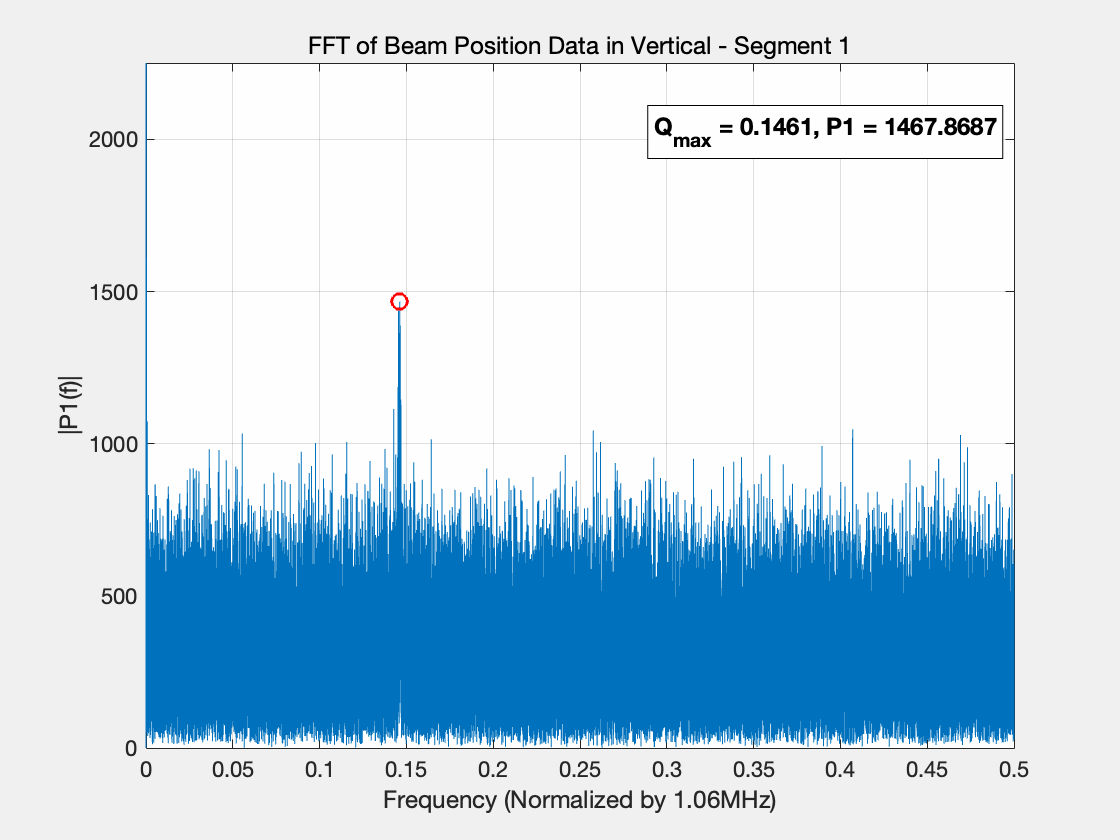 FFT of Beam Position Data in Vertical - Segment 1
Qmax = 0.1461, P1 = 1467.8687
2000
1500
1000
500
0
|P1(f)|
0 0.05 0.1 0.15 0.2 0.25 0.3 0.35 0.4 0.45 0.5
Frequency (Normalized by 1.06MHz)